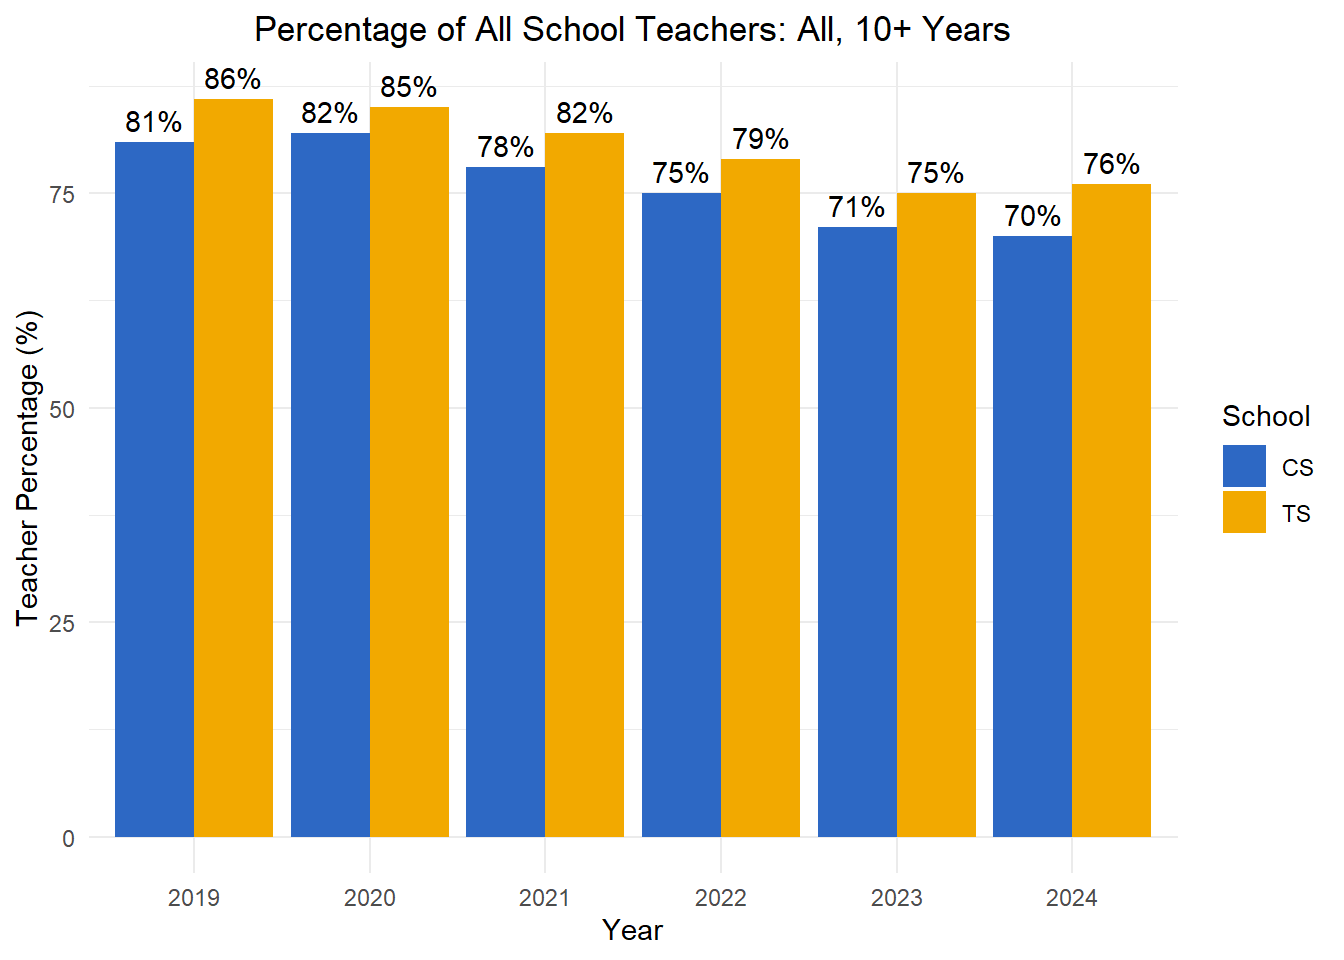 Percentage of All School Teachers: All, 10+ Years
81% 86% 82% 85% 78% 82% 75% 79% 71% 75% 70% 76%
Teacher Percentage (%)
75
50
25
0
2019 2020 2021 2022 2023 2024
Year
School
CS
TS